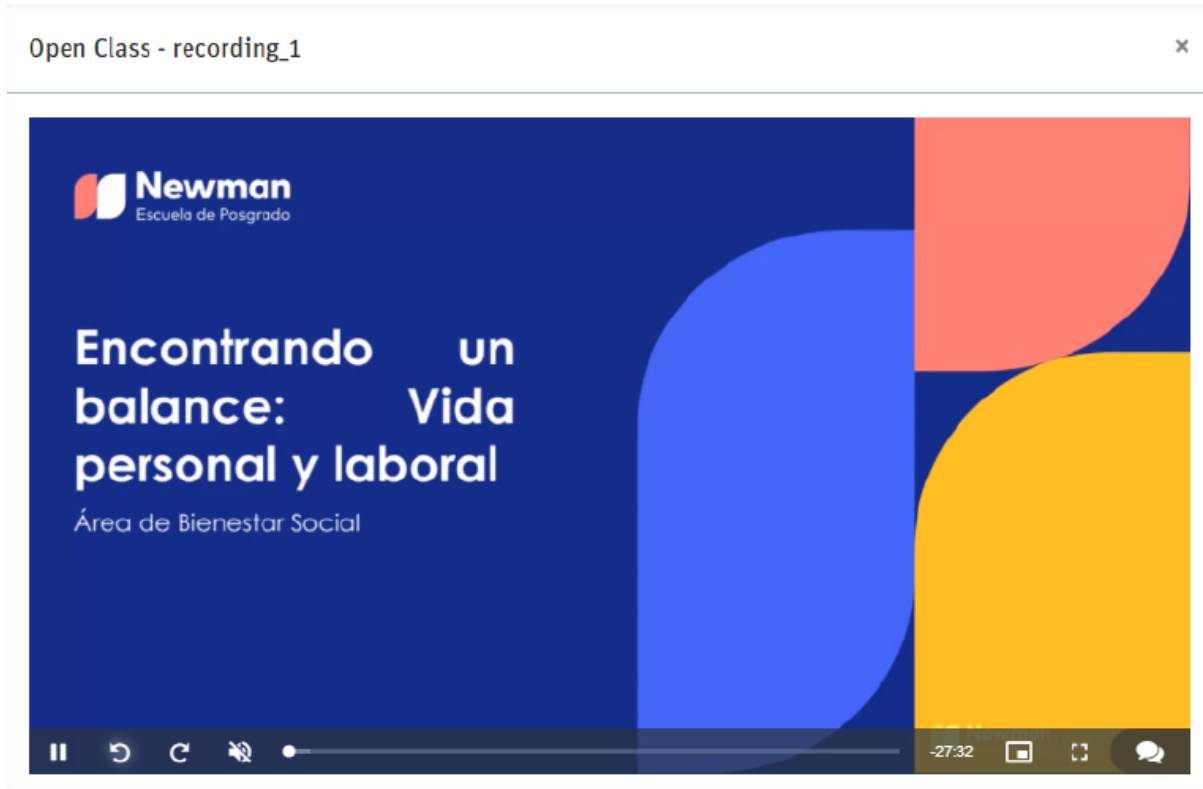 Open Class - recording_1
×
Newman
Escuela de Posgrado
Encontrando un
balance: Vida
personal y laboral
Área de Bienestar Social
Newman
-27:32